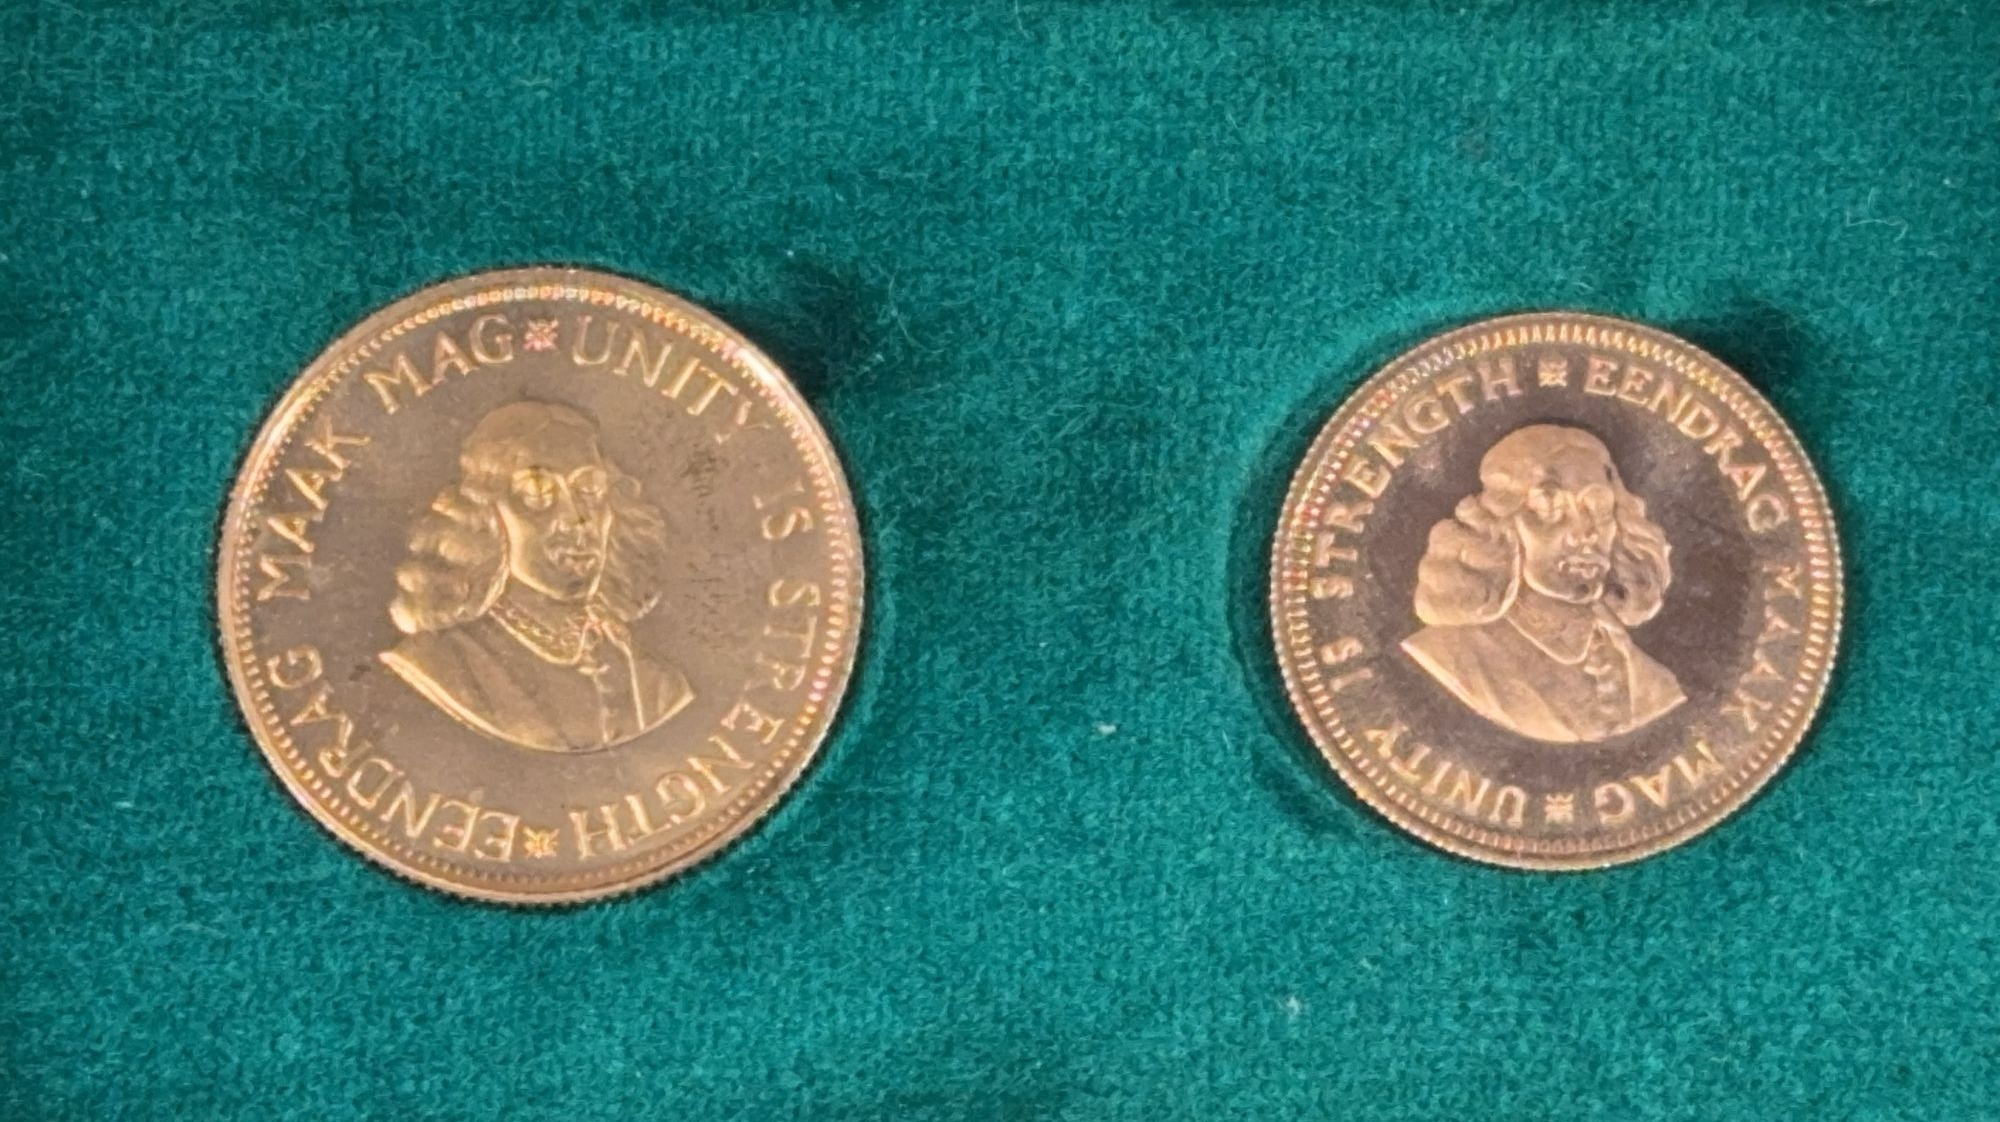 EENDRAG MAAK MAG * UNITY IS STRENGTH *
UNITY IS STRENGTH * EENDRAG MAAK MAG *